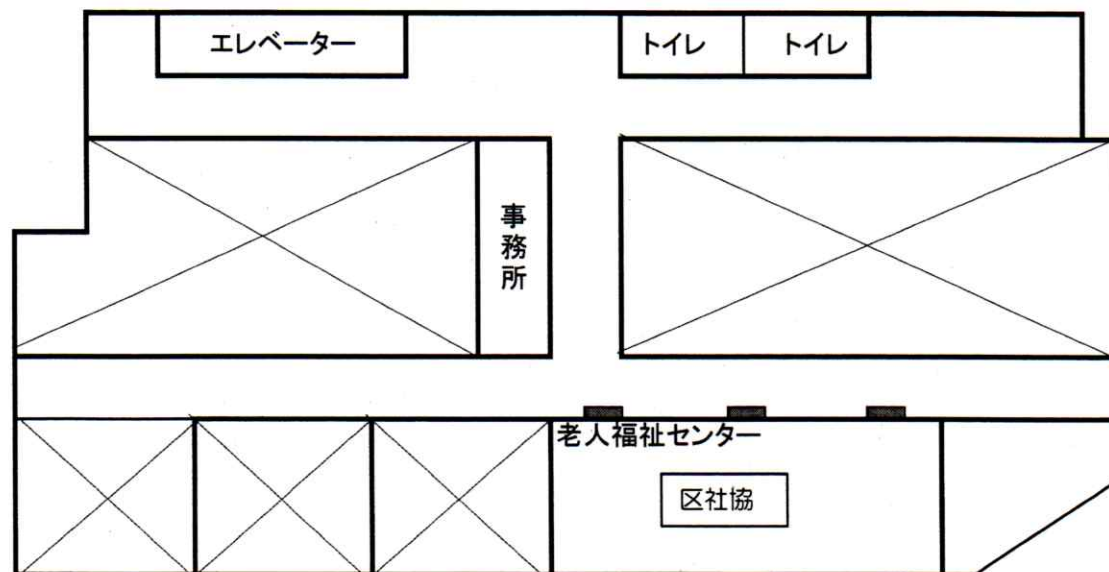 エレベーター
トイレ
トイレ
事務所
老人福祉センター
区社協